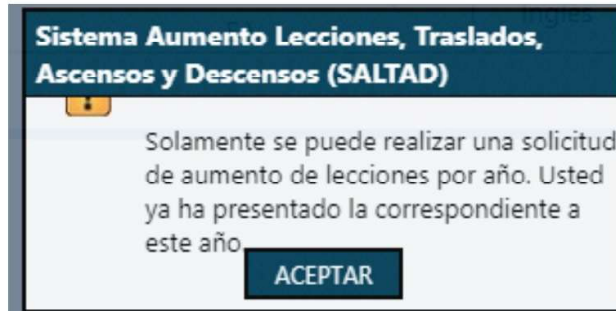 Inglés
Sistema Aumento Lecciones, Traslados,
Ascensos y Descensos (SALTAD)
Solamente se puede realizar una solicitud
de aumento de lecciones por año. Usted
ya ha presentado la correspondiente a
este año.
ACEPTAR